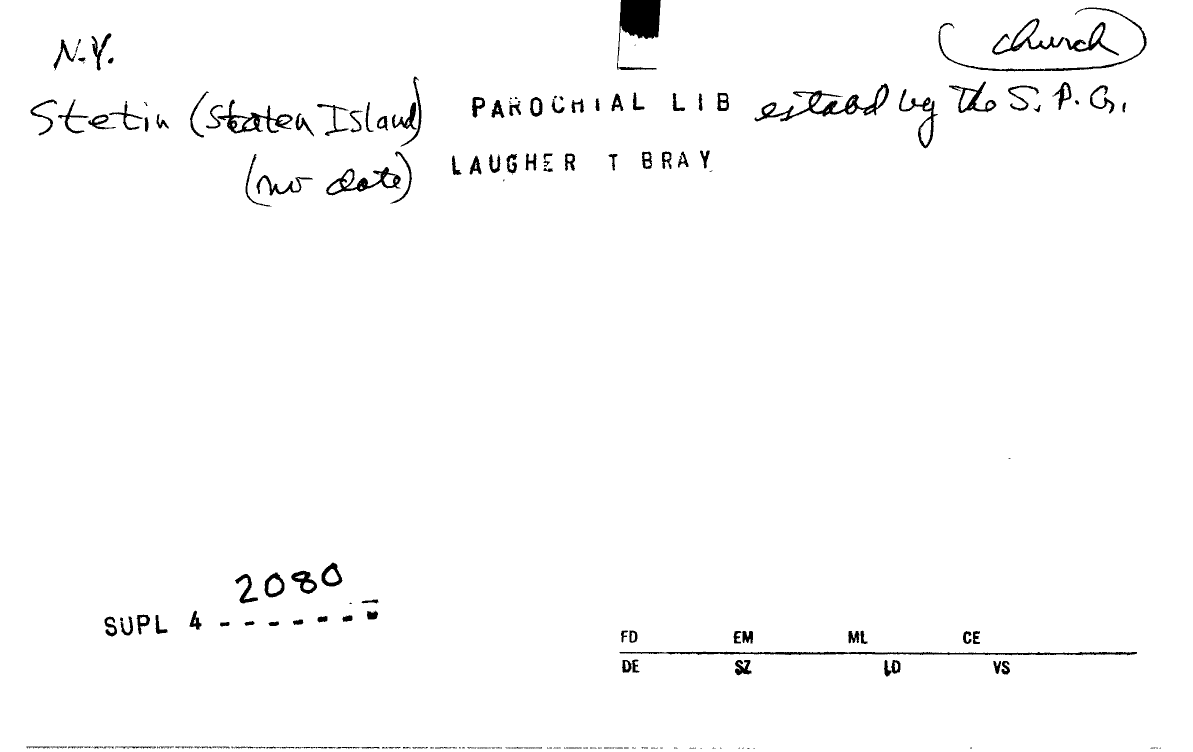 church
N.Y.
Stetin (Staten Island) PAROCHIAL LIB estabd by the S. P. G.
(no date) LAUGHER T BRAY
2080
SUPL 4 - - - - - - -
FD EM ML CE
DE SZ LD VS